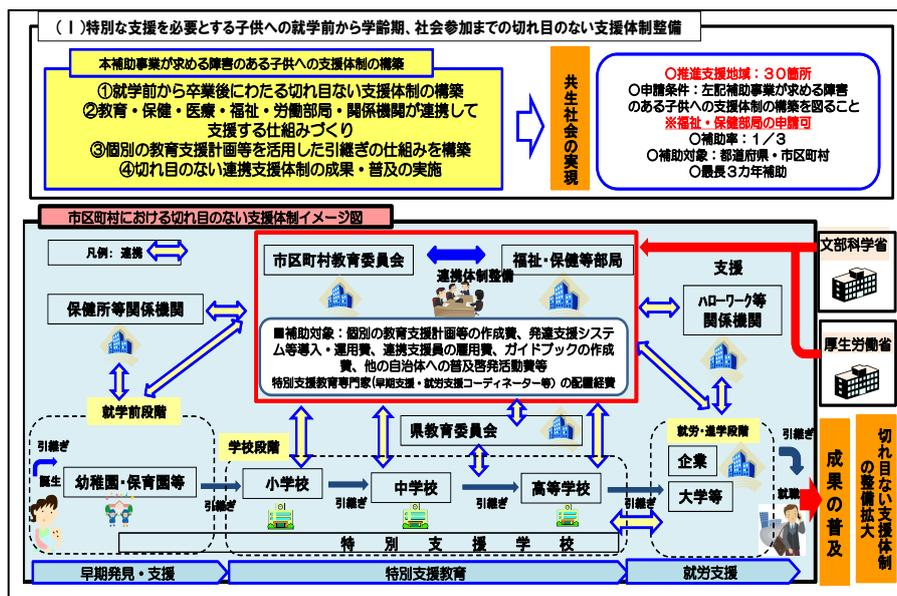 (Ⅰ)特別な支援を必要とする子供への就学前から学齢期、社会参加までの切れ目のない支援体制整備
本補助事業が求める障害のある子供への支援体制の構築
①就学前から卒業後にわたる切れ目ない支援体制の構築
②教育・保健・医療・福祉・労働部局・関係機関が連携して
支援する仕組みづくり
③個別の教育支援計画等を活用した引継ぎの仕組みを構築
④切れ目のない連携支援体制の成果・普及の実施
共生社会の実現
○推進支援地域：３０箇所
○申請条件：左記補助事業が求める障害
のある子供への支援体制の構築を図ること
※福祉・保健部局の申請可
○補助率：１／３
○補助対象：都道府県・市区町村
○最長３カ年補助
市区町村における切れ目のない支援体制イメージ図
凡例：連携
市区町村教育委員会
福祉・保健等部局
連携体制整備
支援
文部科学省
保健所等関係機関
ﾊﾛｰﾜｰｸ等
関係機関
■補助対象：個別の教育支援計画等の作成費、発達支援システ
ム等導入・運用費、連携支援員の雇用費、ガイドブックの作成
費、他の自治体への普及啓発活動費等
特別支援教育専門家（早期支援・就労支援コーディネーター等）の配置経費
厚生労働省
就学前段階
学校段階
県教育委員会
就労・進学段階
引継ぎ
誕生
幼稚園・保育園等
引継ぎ
小学校
引継ぎ
中学校
引継ぎ
高等学校
引継ぎ
企業
大学等
引継ぎ
就職
特別支援学校
早期発見・支援
特別支援教育
就労支援
成果の普及
切れ目ない支援体制
の整備拡大